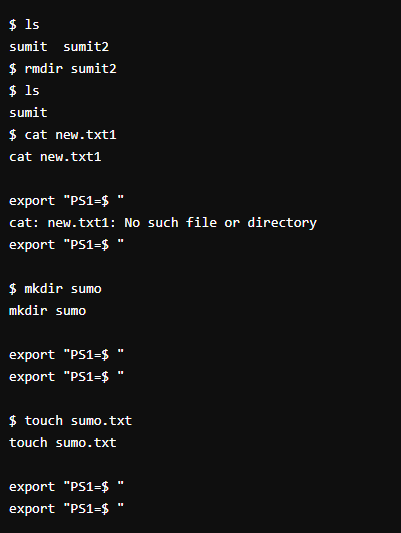 $ ls
sumit  sumit2
$ rmdir sumit2
$ ls
sumit
$ cat new.txt1
cat new.txt1
export "PS1=$ "
cat: new.txt1: No such file or directory
export "PS1=$ "
$ mkdir sumo
mkdir sumo
export "PS1=$ "
export "PS1=$ "
$ touch sumo.txt
touch sumo.txt
export "PS1=$ "
export "PS1=$ "